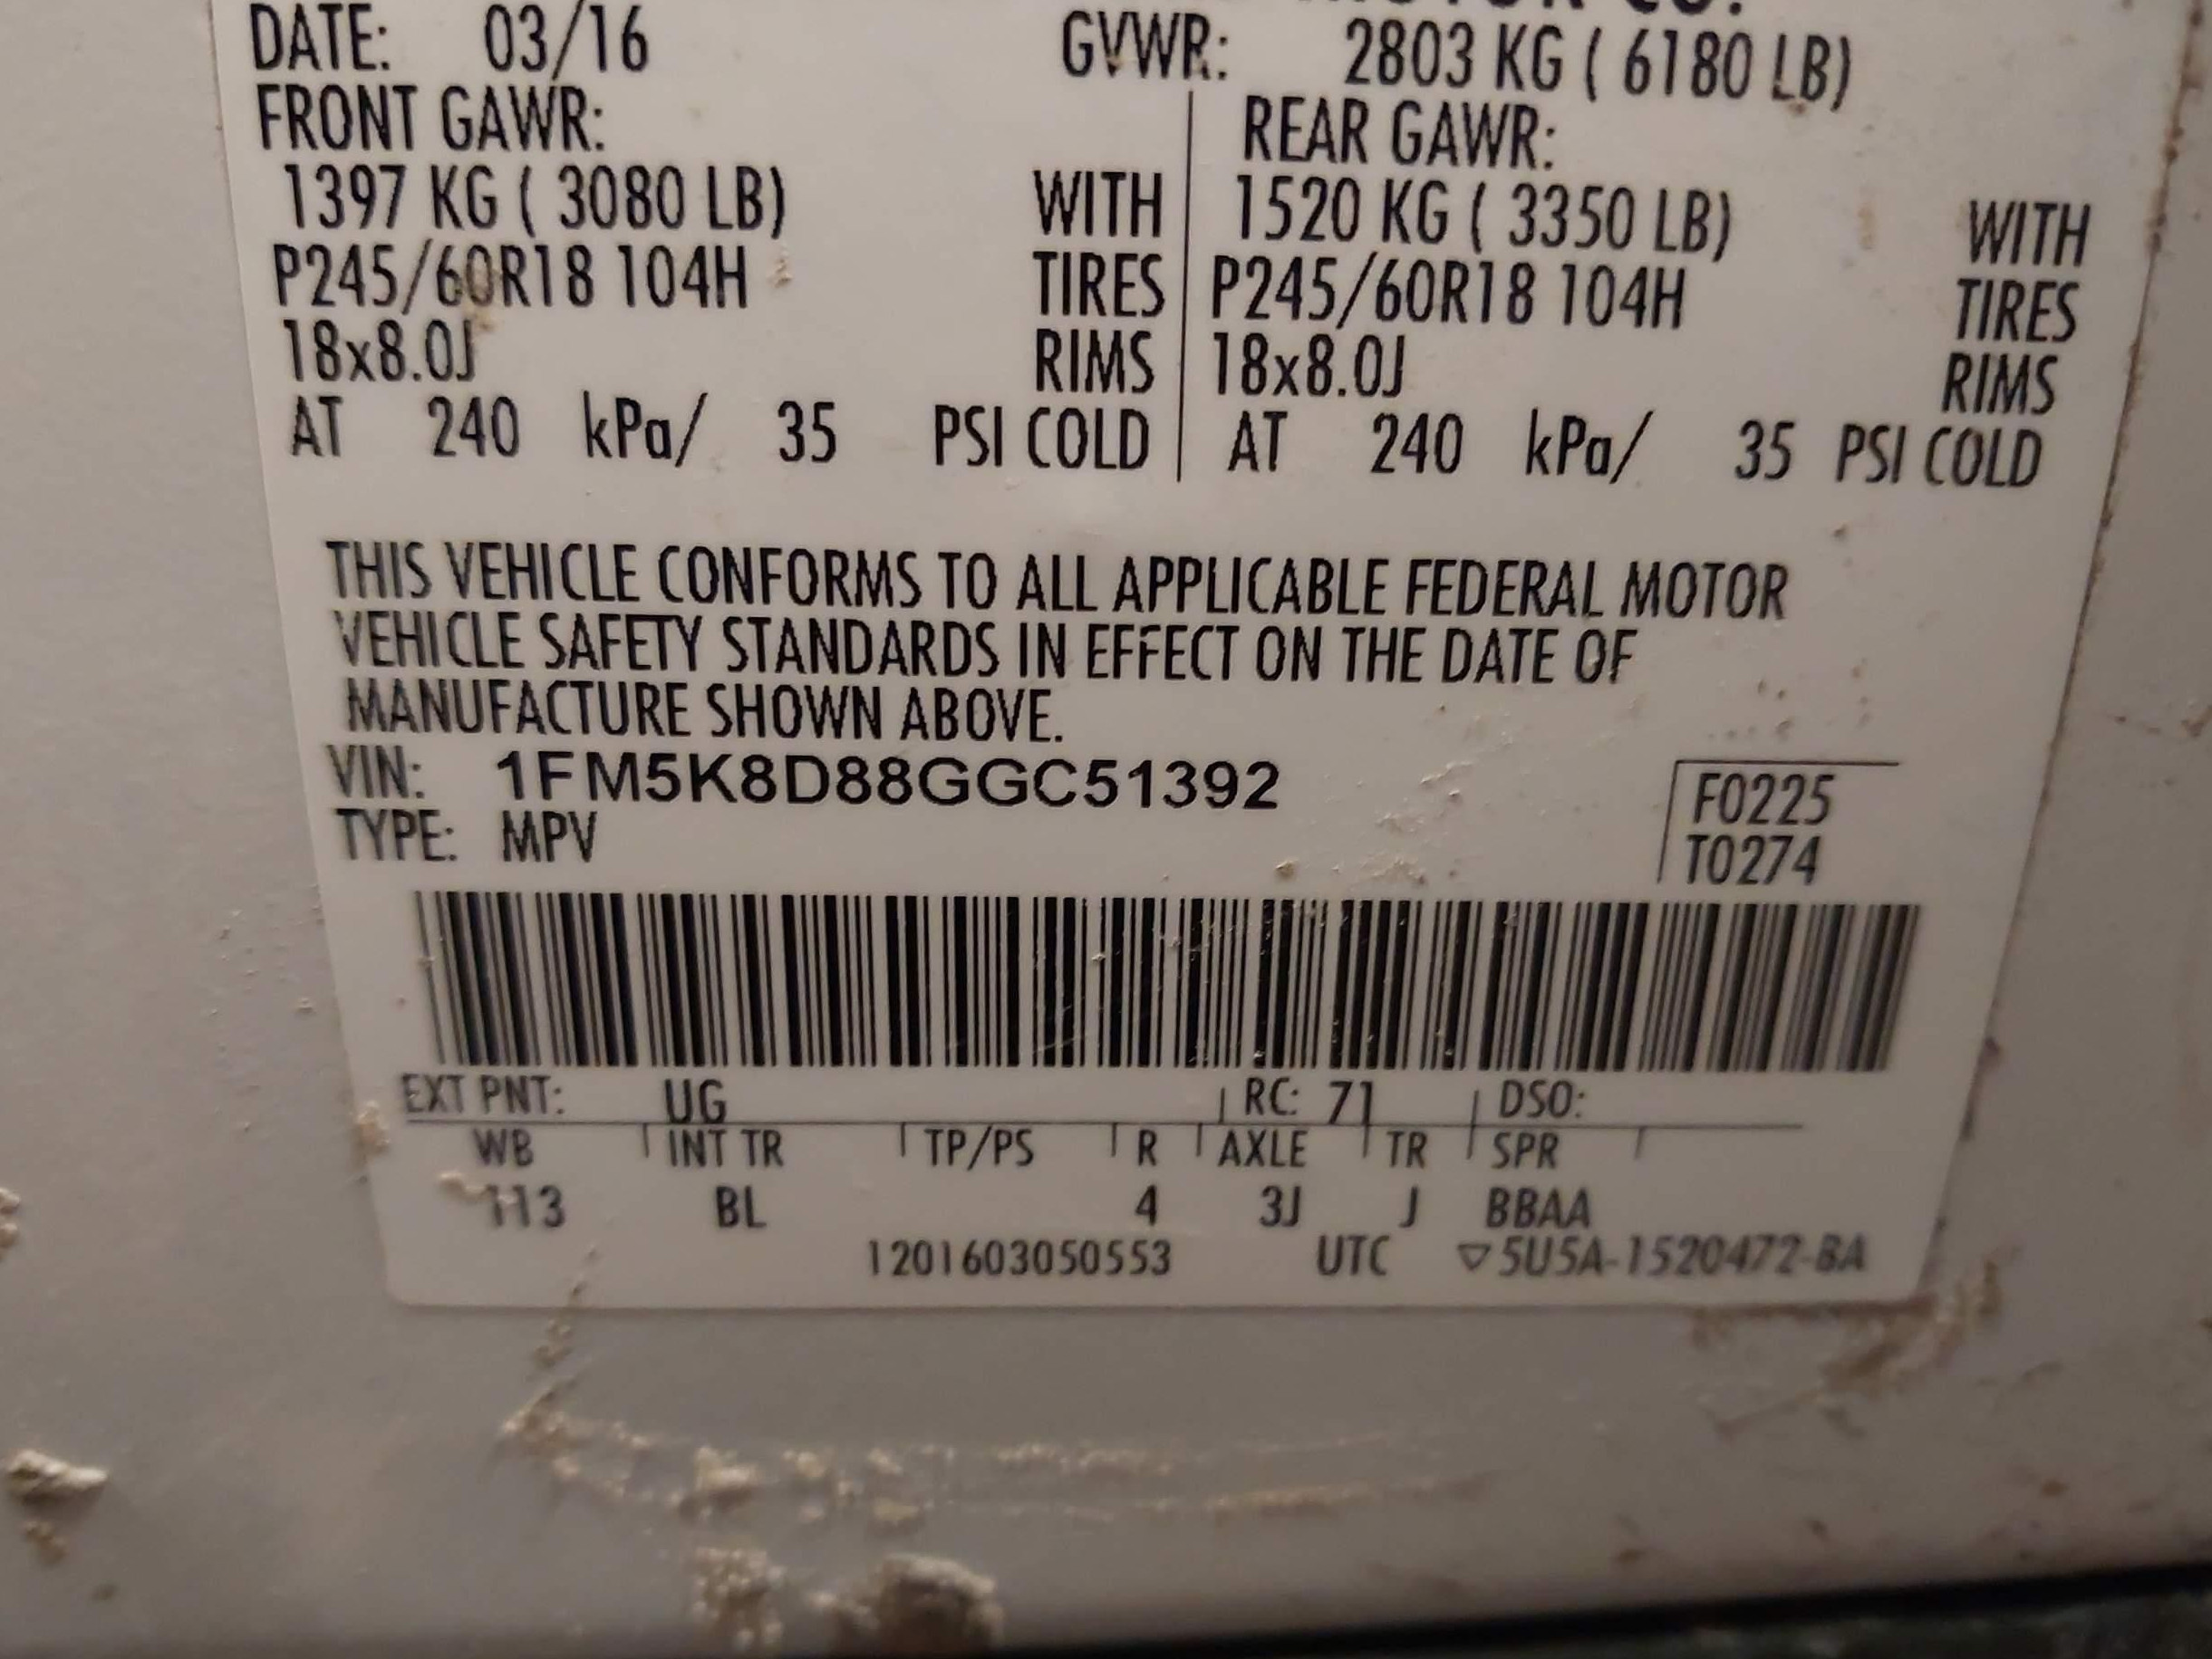 MOTOR CO.
DATE: 03/16 GVWR: 2803 KG ( 6180 LB)
FRONT GAWR: REAR GAWR:
1397 KG ( 3080 LB) WITH 1520 KG ( 3350 LB) WITH
P245/60R18 104H TIRES P245/60R18 104H TIRES
18x8.0J RIMS 18x8.0J RIMS
AT 240 kPa/ 35 PSI COLD AT 240 kPa/ 35 PSI COLD
THIS VEHICLE CONFORMS TO ALL APPLICABLE FEDERAL MOTOR
VEHICLE SAFETY STANDARDS IN EFFECT ON THE DATE OF
MANUFACTURE SHOWN ABOVE.
VIN: 1FM5K8D88GGC51392
TYPE: MPV
F0225
T0274
EXT PNT: UG RC: 71 DSO:
WB INT TR TP/PS R AXLE TR SPR
113 BL 4 3J J BBAA
1201603050553 UTC ▽5U5A-1520472-BA